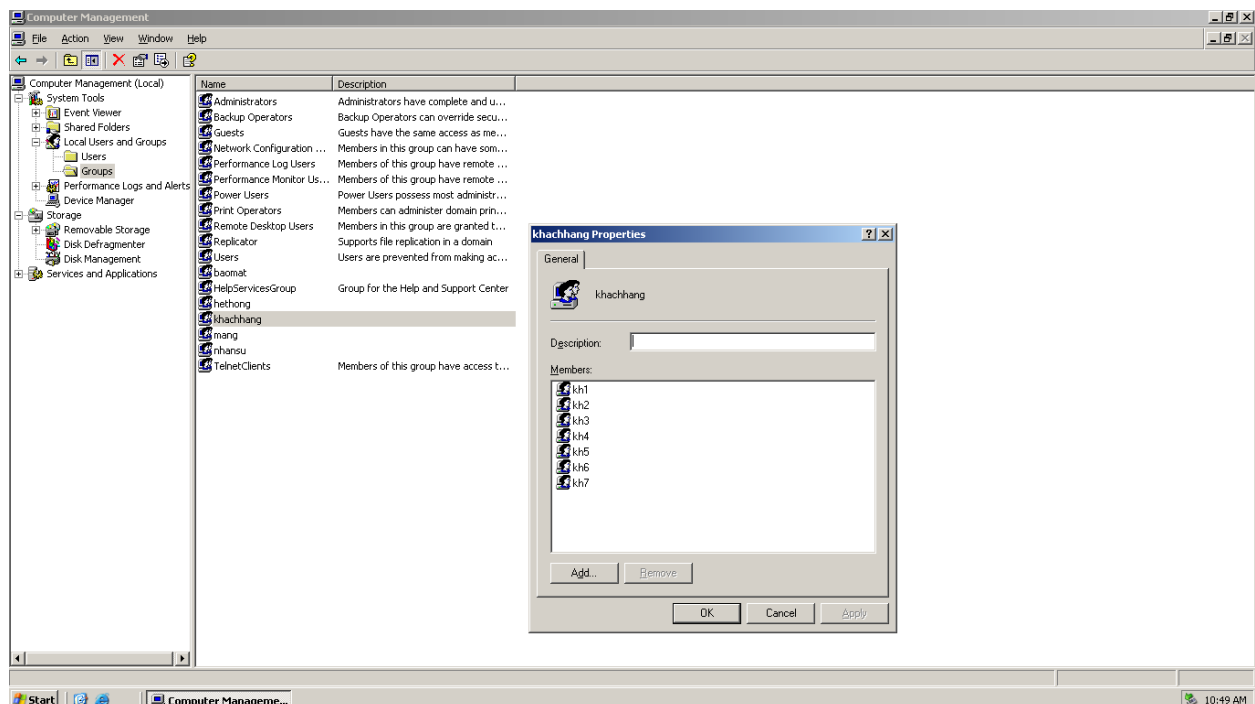 Computer Management
File Action View Window Help
Computer Management (Local)
System Tools
Event Viewer
Shared Folders
Local Users and Groups
Users
Groups
Performance Logs and Alerts
Device Manager
Storage
Removable Storage
Disk Defragmenter
Disk Management
Services and Applications
Name Description
Administrators Administrators have complete and u...
Backup Operators Backup Operators can override secu...
Guests Guests have the same access as me...
Network Configuration ... Members in this group can have som...
Performance Log Users Members of this group have remote ...
Performance Monitor Us... Members of this group have remote ...
Power Users Power Users possess most administr...
Print Operators Members can administer domain prin...
Remote Desktop Users Members in this group are granted t...
Replicator Supports file replication in a domain
Users Users are prevented from making ac...
baomat
HelpServicesGroup Group for the Help and Support Center
hethong
khachhang
mang
nhansu
TelnetClients Members of this group have access t...
khachhang Properties
General
khachhang
Description:
Members:
kh1
kh2
kh3
kh4
kh5
kh6
kh7
Add... Remove
OK Cancel Apply
Start Computer Manageme... 10:49 AM